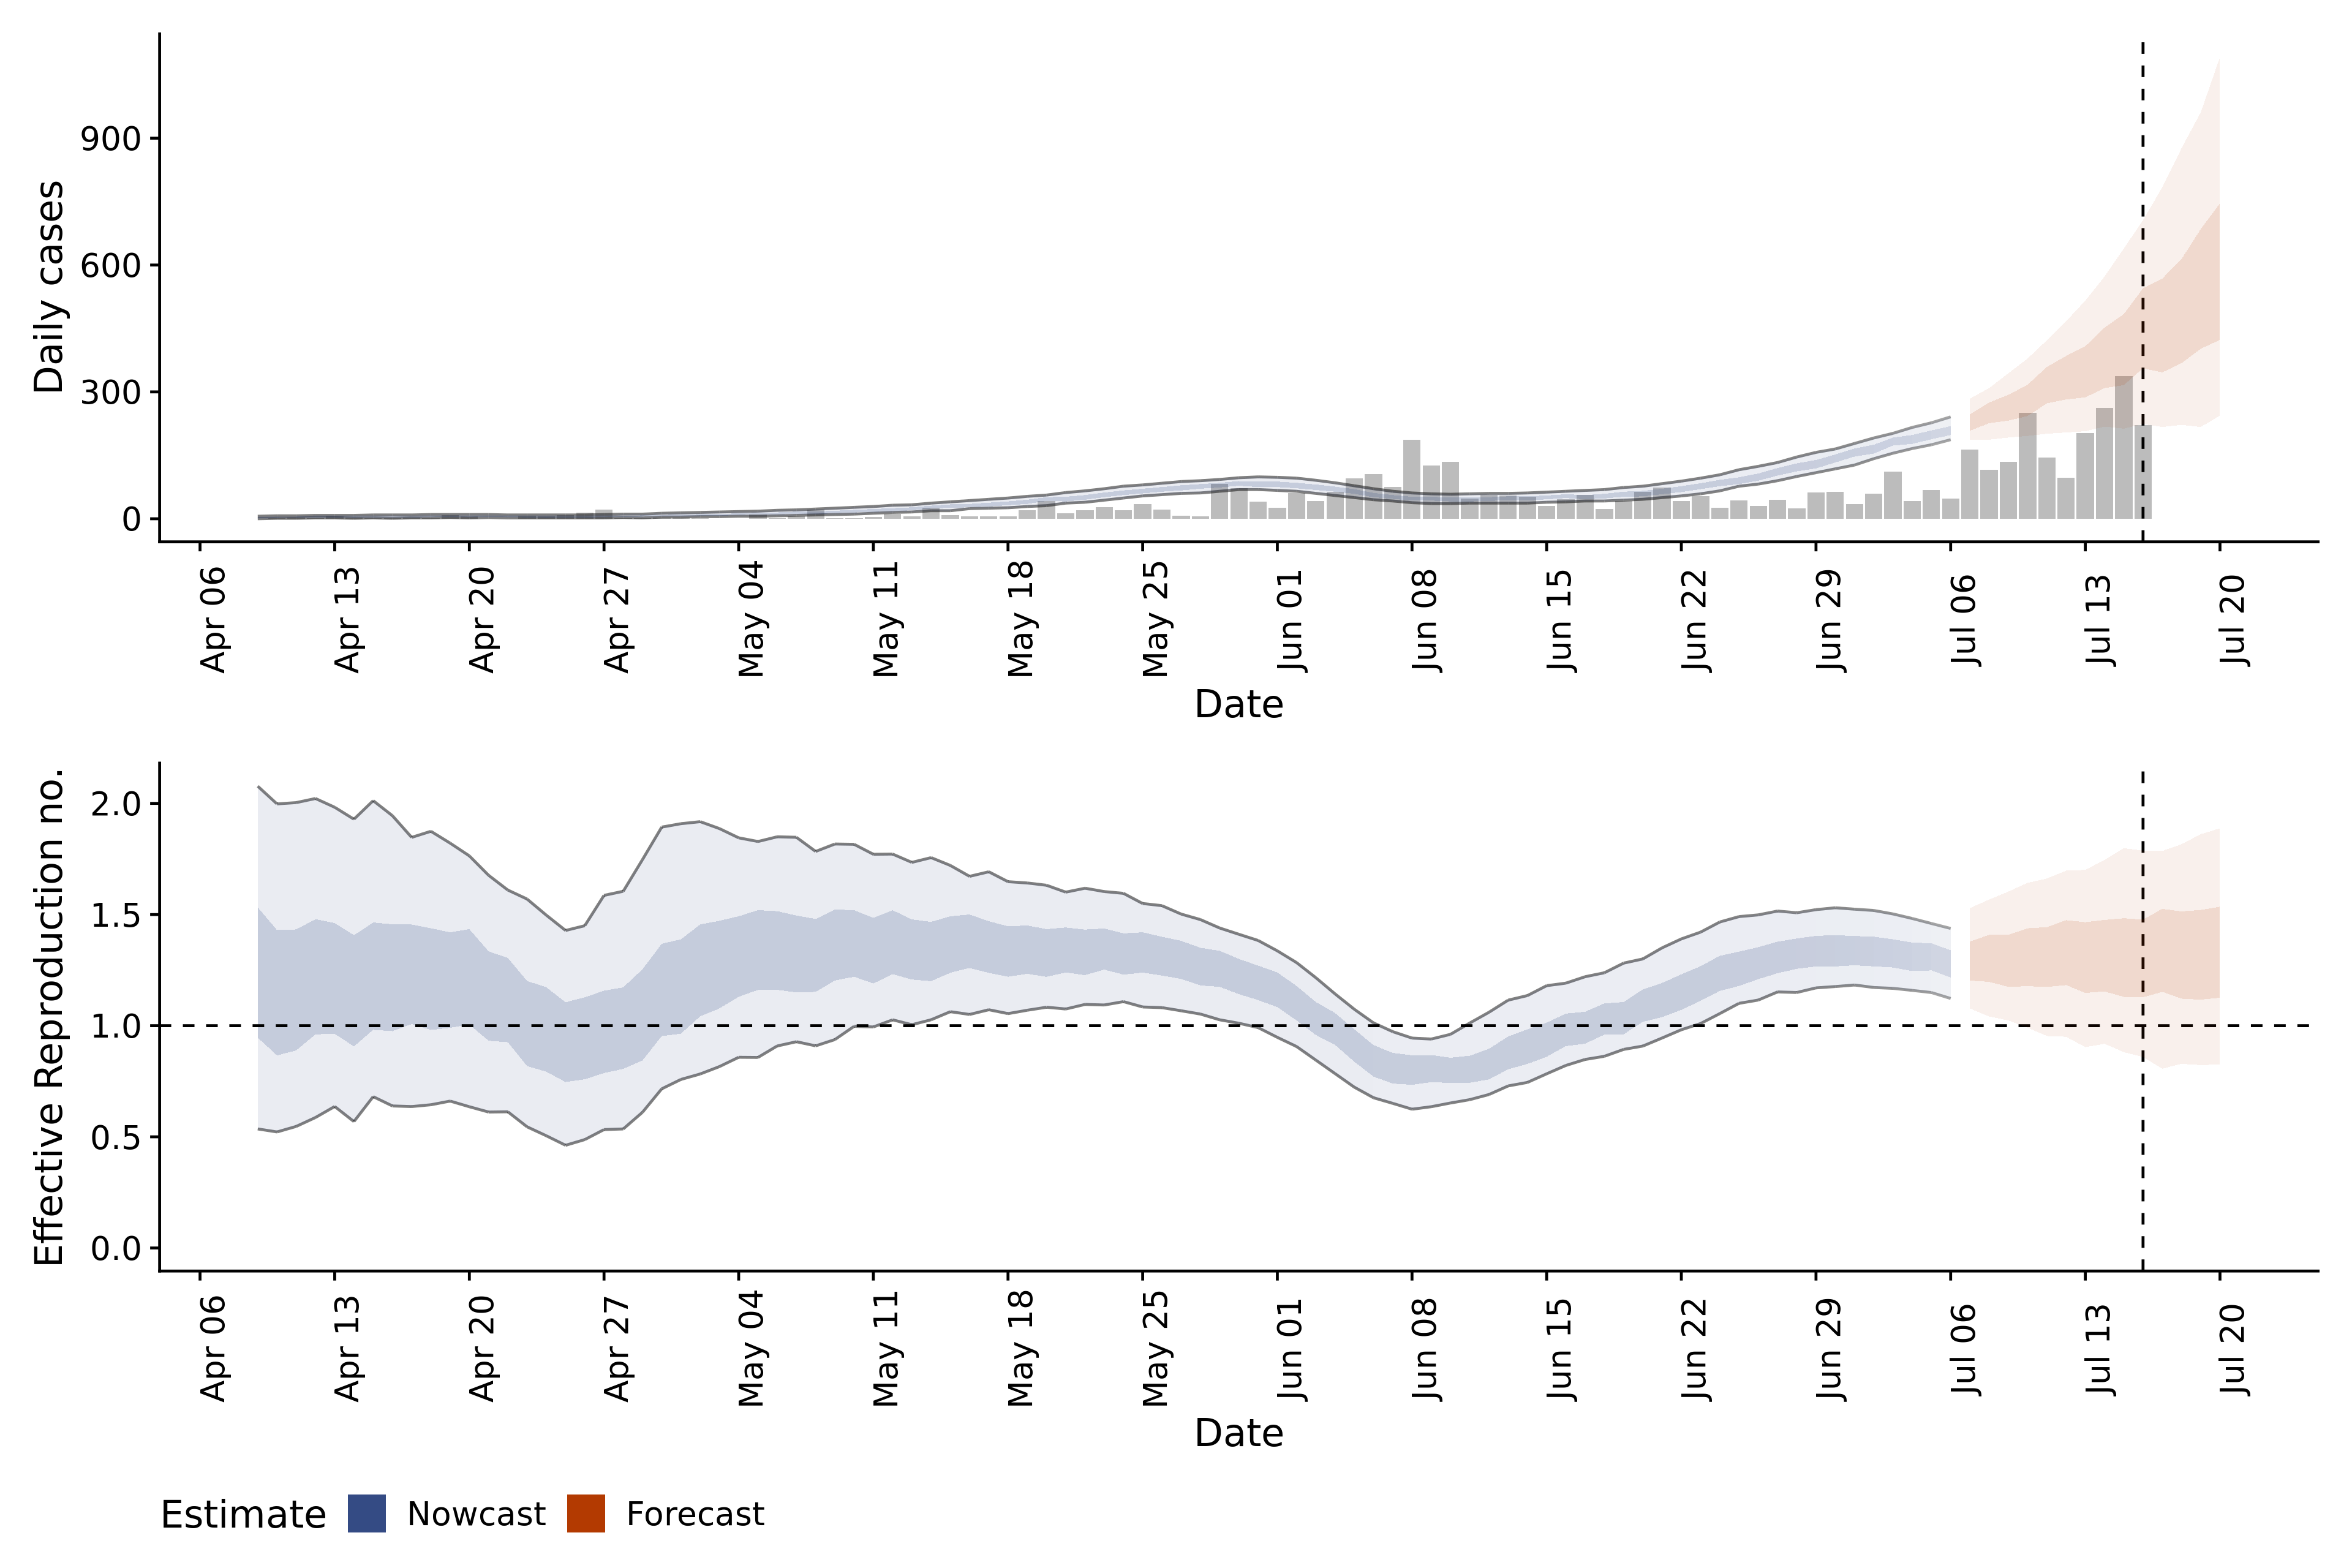 Daily cases
900
600
300
0
Apr 06
Apr 13
Apr 20
Apr 27
May 04
May 11
May 18
May 25
Jun 01
Jun 08
Jun 15
Jun 22
Jun 29
Jul 06
Jul 13
Jul 20
Date
Effective Reproduction no.
2.0
1.5
1.0
0.5
0.0
Apr 06
Apr 13
Apr 20
Apr 27
May 04
May 11
May 18
May 25
Jun 01
Jun 08
Jun 15
Jun 22
Jun 29
Jul 06
Jul 13
Jul 20
Date
Estimate Nowcast Forecast